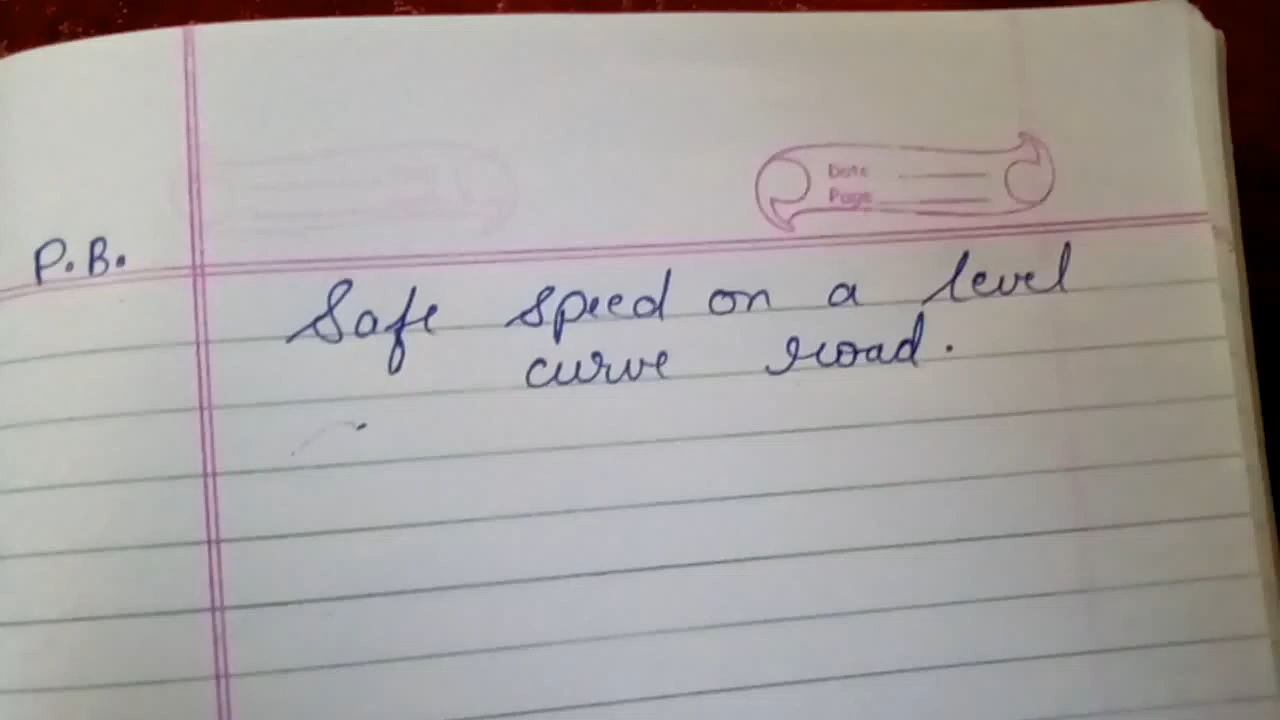 Date
Page
P.B.
Safe speed on a level
curve road.